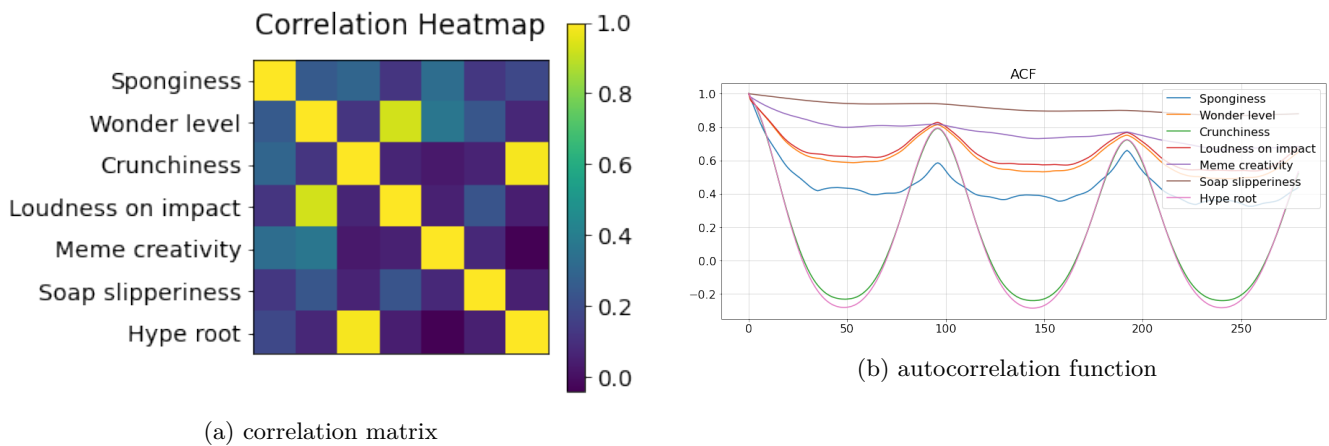 Correlation Heatmap
Sponginess
Wonder level
Crunchiness
Loudness on impact
Meme creativity
Soap slipperiness
Hype root
1.0
0.8
0.6
0.4
0.2
0.0
(a) correlation matrix
ACF
1.0
0.8
0.6
0.4
0.2
0.0
−0.2
0 50 100 150 200 250
Sponginess
Wonder level
Crunchiness
Loudness on impact
Meme creativity
Soap slipperiness
Hype root
(b) autocorrelation function